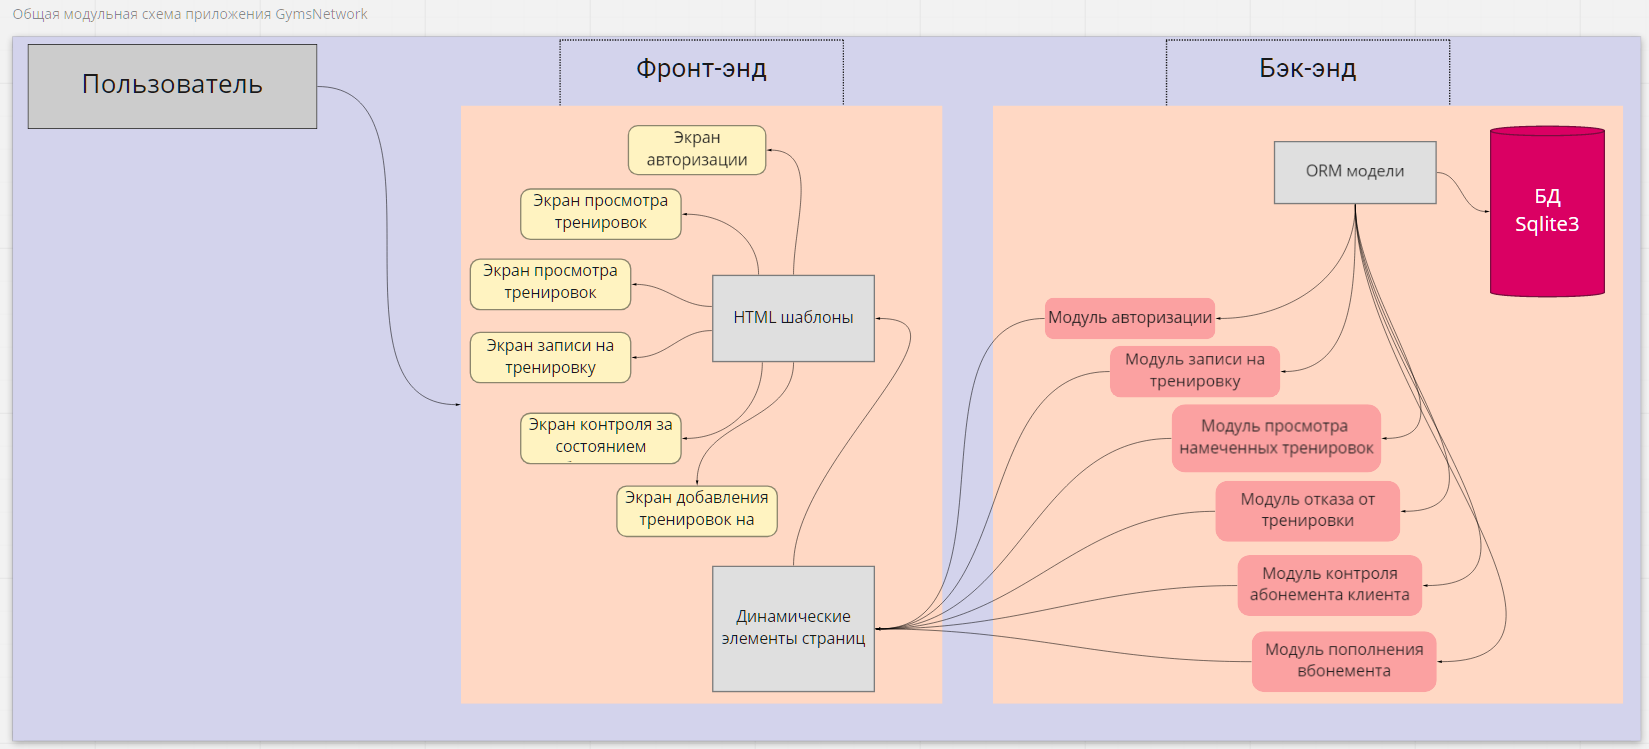 Общая модульная схема приложения GymsNetwork
Пользователь
Фронт-энд
Экран
авторизации
Экран просмотра
тренировок
Экран просмотра
тренировок
HTML шаблоны
Экран записи на
тренировку
Экран контроля за
состоянием
Экран добавления
тренировок на
Динамические
элементы страниц
Бэк-энд
ORM модели
БД
Sqlite3
Модуль авторизации
Модуль записи на
тренировку
Модуль просмотра
намеченных тренировок
Модуль отказа от
тренировки
Модуль контроля
абонемента клиента
Модуль пополнения
вбонемента